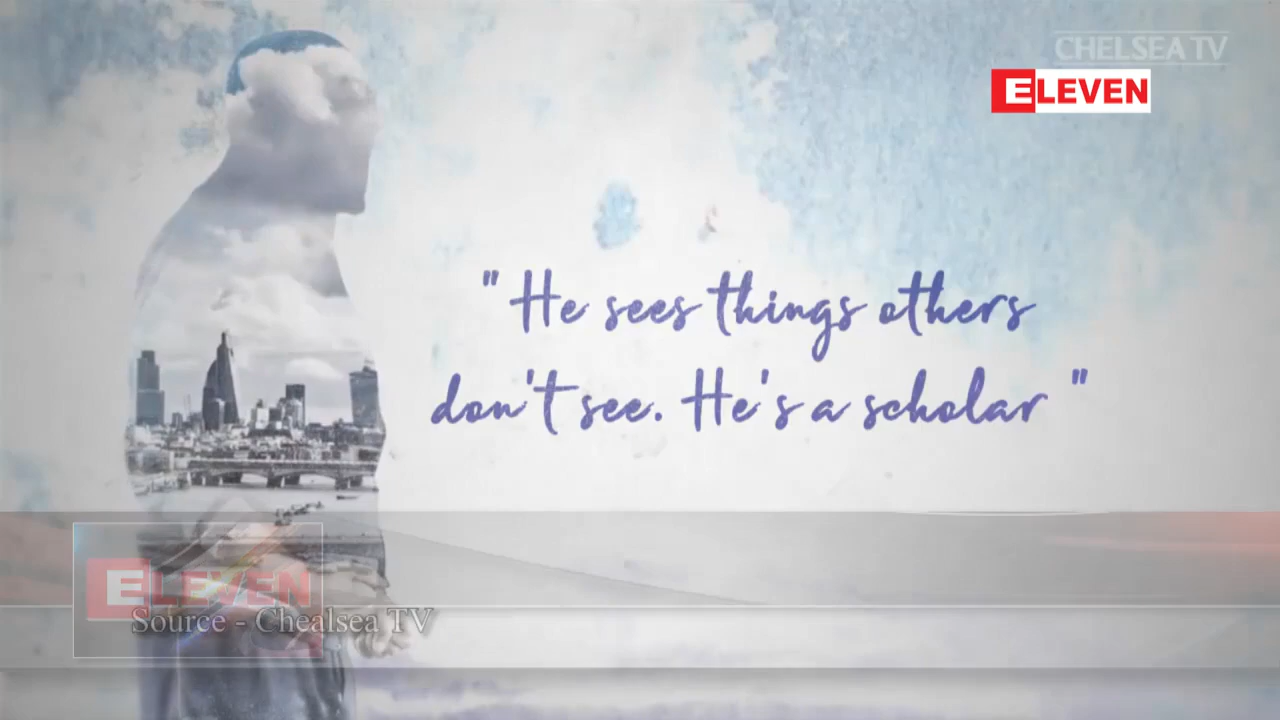 CHELSEA TV
ELEVEN
"He sees things others
don't see. He's a scholar"
ELEVEN
Source - Chealsea TV